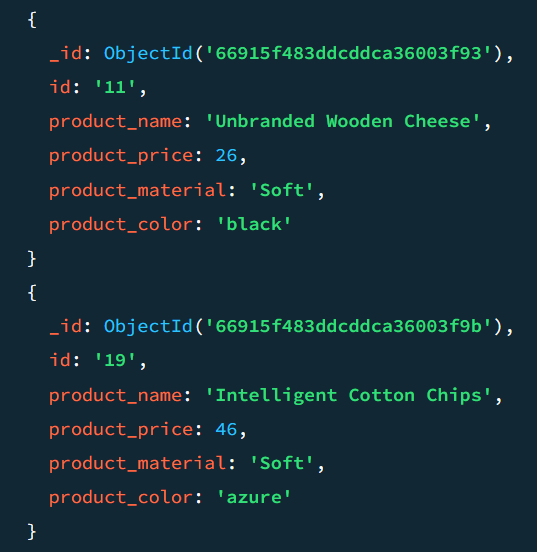 {
_id: ObjectId('66915f483ddcddca36003f93'),
id: '11',
product_name: 'Unbranded Wooden Cheese',
product_price: 26,
product_material: 'Soft',
product_color: 'black'
}
{
_id: ObjectId('66915f483ddcddca36003f9b'),
id: '19',
product_name: 'Intelligent Cotton Chips',
product_price: 46,
product_material: 'Soft',
product_color: 'azure'
}